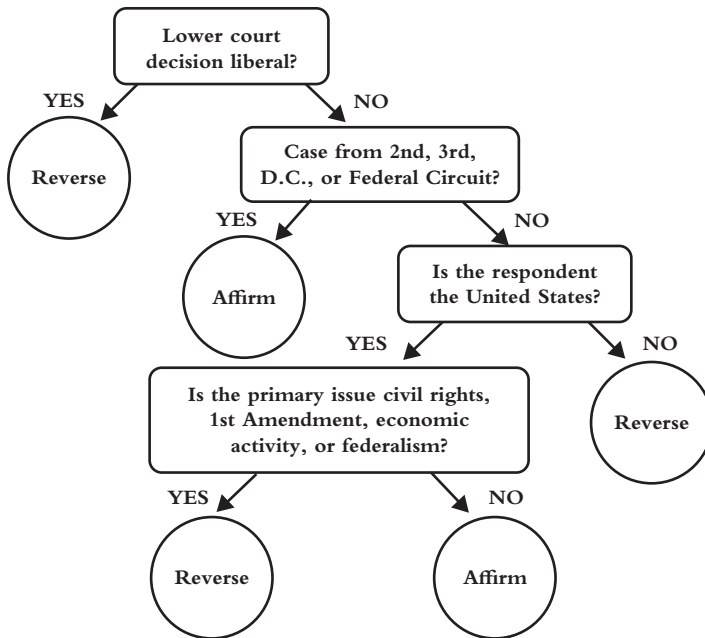 Lower court
decision liberal?
YES
NO
Reverse
Case from 2nd, 3rd,
D.C., or Federal Circuit?
YES
NO
Affirm
Is the respondent
the United States?
YES
NO
Is the primary issue civil rights,
1st Amendment, economic
activity, or federalism?
Reverse
YES
NO
Reverse
Affirm